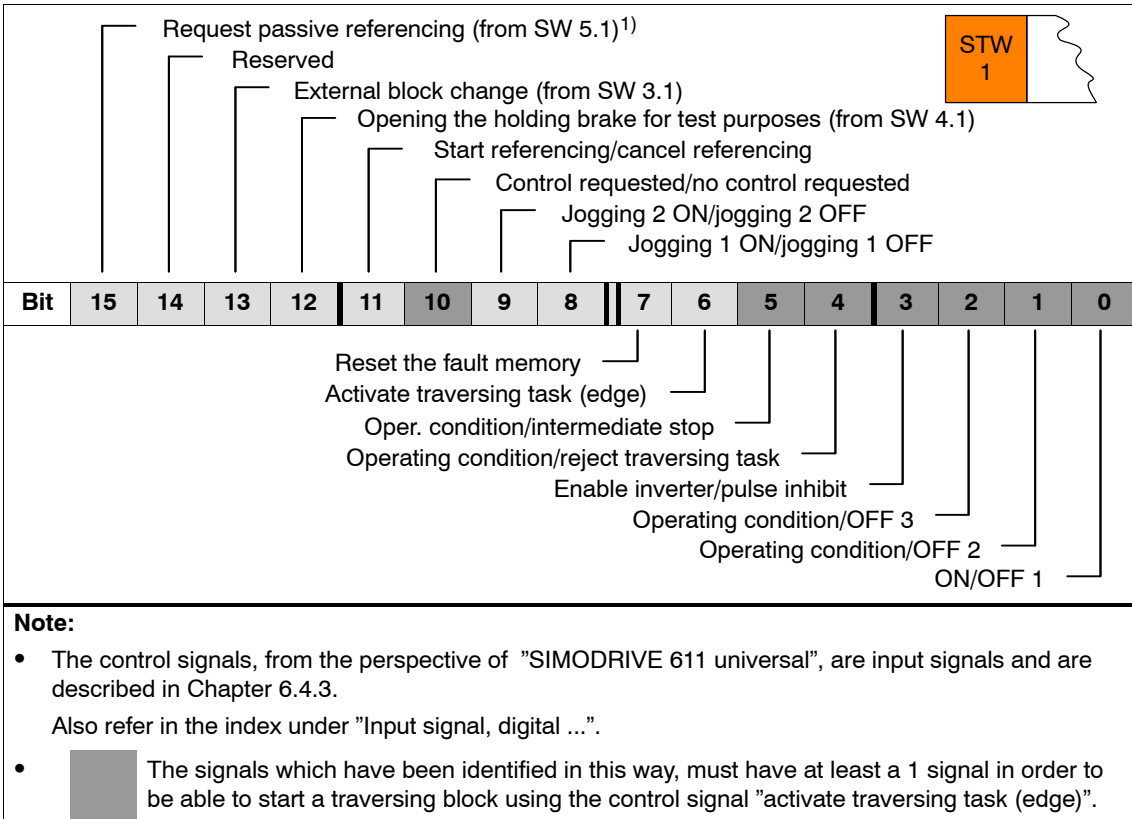 Request passive referencing (from SW 5.1)1)
STW
1
Reserved
External block change (from SW 3.1)
Opening the holding brake for test purposes (from SW 4.1)
Start referencing/cancel referencing
Control requested/no control requested
Jogging 2 ON/jogging 2 OFF
Jogging 1 ON/jogging 1 OFF
Bit 15 14 13 12 11 10 9 8 7 6 5 4 3 2 1 0
Reset the fault memory
Activate traversing task (edge)
Oper. condition/intermediate stop
Operating condition/reject traversing task
Enable inverter/pulse inhibit
Operating condition/OFF 3
Operating condition/OFF 2
ON/OFF 1
Note:
• The control signals, from the perspective of ”SIMODRIVE 611 universal”, are input signals and are
described in Chapter 6.4.3.
Also refer in the index under ”Input signal, digital ...”.
• The signals which have been identified in this way, must have at least a 1 signal in order to
be able to start a traversing block using the control signal ”activate traversing task (edge)”.